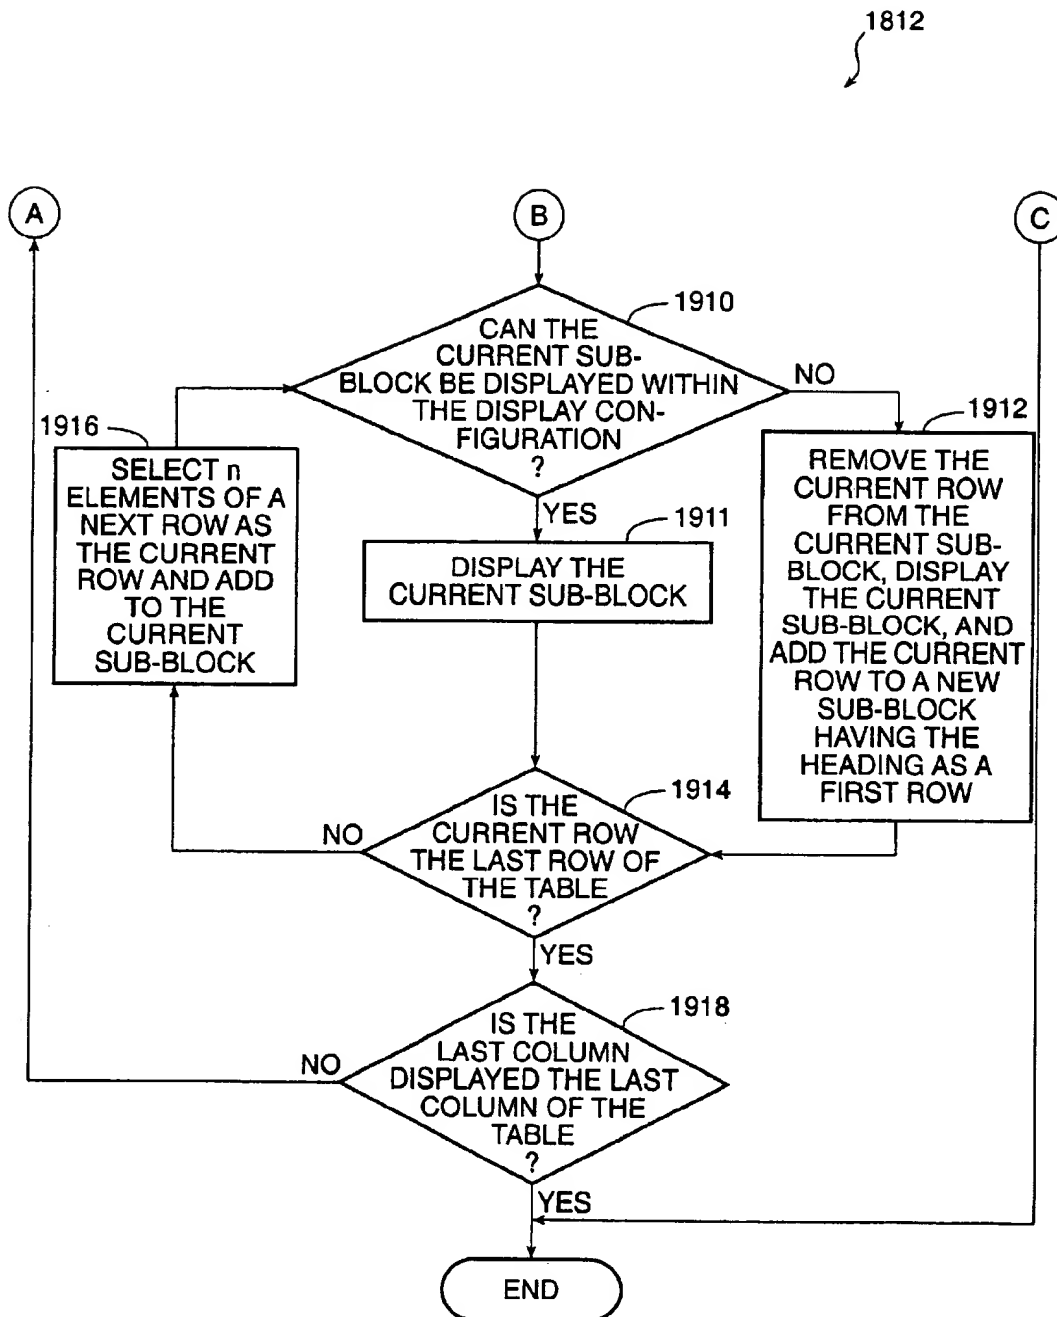 1812
A
B
C
1910
CAN THE
CURRENT SUB-
BLOCK BE DISPLAYED WITHIN
THE DISPLAY CON-
FIGURATION
?
NO
YES
1916
SELECT n
ELEMENTS OF A
NEXT ROW AS
THE CURRENT
ROW AND ADD
TO THE
CURRENT
SUB-BLOCK
1911
DISPLAY THE
CURRENT SUB-BLOCK
1912
REMOVE THE
CURRENT ROW
FROM THE
CURRENT SUB-
BLOCK, DISPLAY
THE CURRENT
SUB-BLOCK, AND
ADD THE CURRENT
ROW TO A NEW
SUB-BLOCK
HAVING THE
HEADING AS A
FIRST ROW
1914
IS THE
CURRENT ROW
THE LAST ROW OF
THE TABLE
?
NO
YES
1918
IS THE
LAST COLUMN
DISPLAYED THE LAST
COLUMN OF THE
TABLE
?
NO
YES
END